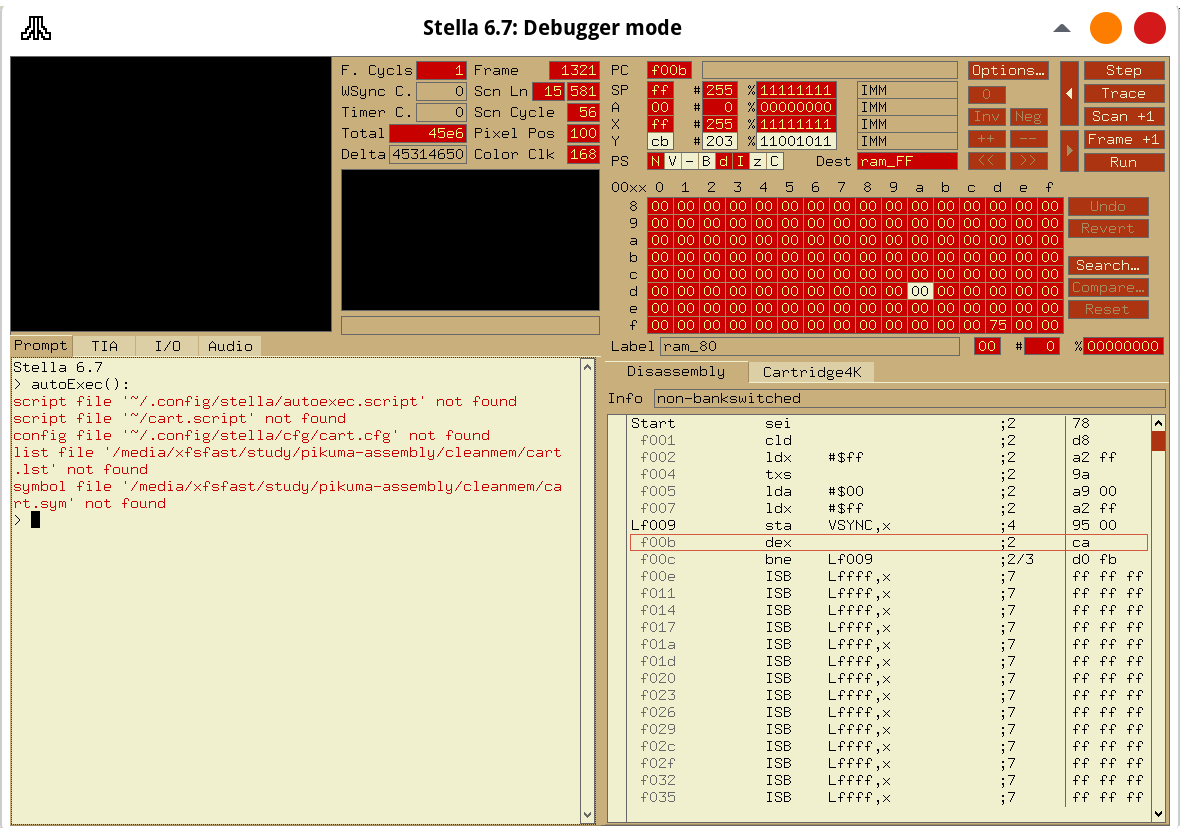 Stella 6.7: Debugger mode
F. Cycls 1 Frame 1321
WSync C. 0 Scn Ln 15 581
Timer C. 0 Scn Cycle 56
Total 45e6 Pixel Pos 100
Delta 45314650 Color Clk 168
PC f00b
SP ff #255 %11111111 IMM
A 00 # 0 %00000000 IMM
X ff #255 %11111111 IMM
Y cb #203 %11001011 IMM
PS N V - B d I z C Dest ram_FF
Options…
0
Inv Neg
++ --
<< >>
Step
Trace
Scan +1
Frame +1
Run
00xx 0 1 2 3 4 5 6 7 8 9 a b c d e f
8 00 00 00 00 00 00 00 00 00 00 00 00 00 00 00 00
9 00 00 00 00 00 00 00 00 00 00 00 00 00 00 00 00
a 00 00 00 00 00 00 00 00 00 00 00 00 00 00 00 00
b 00 00 00 00 00 00 00 00 00 00 00 00 00 00 00 00
c 00 00 00 00 00 00 00 00 00 00 00 00 00 00 00 00
d 00 00 00 00 00 00 00 00 00 00 00 00 00 00 00 00
e 00 00 00 00 00 00 00 00 00 00 00 00 00 00 00 00
f 00 00 00 00 00 00 00 00 00 00 00 00 00 75 00 00
Undo
Revert
Search…
Compare…
Reset
Label ram_80 00 # 0 %00000000
Prompt TIA I/O Audio
Stella 6.7
> autoExec():
script file '~/.config/stella/autoexec.script' not found
script file '~/cart.script' not found
config file '~/.config/stella/cfg/cart.cfg' not found
list file '/media/xfsfast/study/pikuma-assembly/cleanmem/cart
.lst' not found
symbol file '/media/xfsfast/study/pikuma-assembly/cleanmem/ca
rt.sym' not found
>
Disassembly Cartridge4K
Info non-bankswitched
Start sei ;2 78
f001 cld ;2 d8
f002 ldx #$ff ;2 a2 ff
f004 txs ;2 9a
f005 lda #$00 ;2 a9 00
f007 ldx #$ff ;2 a2 ff
Lf009 sta VSYNC,x ;4 95 00
f00b dex ;2 ca
f00c bne Lf009 ;2/3 d0 fb
f00e ISB Lffff,x ;7 ff ff ff
f011 ISB Lffff,x ;7 ff ff ff
f014 ISB Lffff,x ;7 ff ff ff
f017 ISB Lffff,x ;7 ff ff ff
f01a ISB Lffff,x ;7 ff ff ff
f01d ISB Lffff,x ;7 ff ff ff
f020 ISB Lffff,x ;7 ff ff ff
f023 ISB Lffff,x ;7 ff ff ff
f026 ISB Lffff,x ;7 ff ff ff
f029 ISB Lffff,x ;7 ff ff ff
f02c ISB Lffff,x ;7 ff ff ff
f02f ISB Lffff,x ;7 ff ff ff
f032 ISB Lffff,x ;7 ff ff ff
f035 ISB Lffff,x ;7 ff ff ff